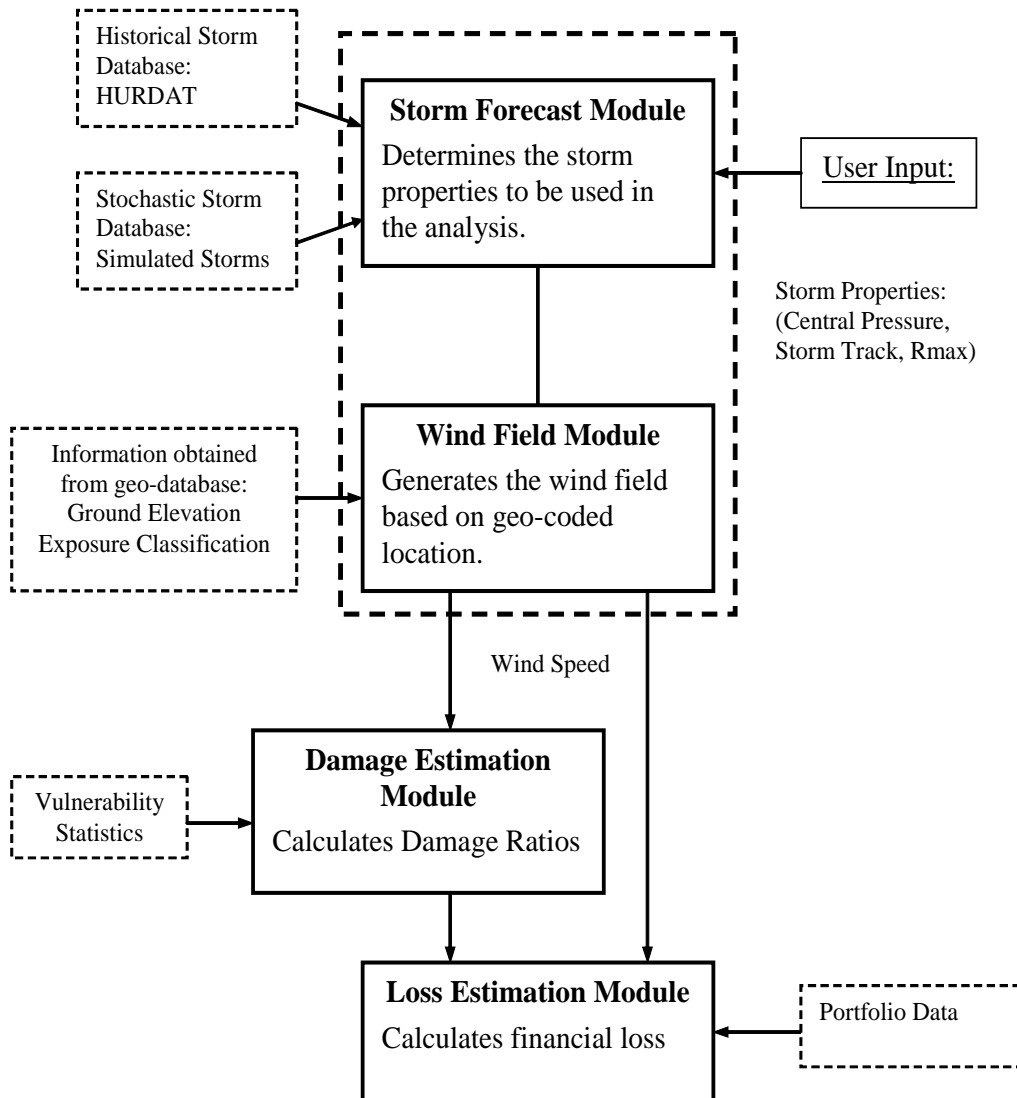 Historical Storm
Database:
HURDAT
Storm Forecast Module
Determines the storm
properties to be used in
the analysis.
User Input:
Stochastic Storm
Database:
Simulated Storms
Storm Properties:
(Central Pressure,
Storm Track, Rmax)
Information obtained
from geo-database:
Ground Elevation
Exposure Classification
Wind Field Module
Generates the wind field
based on geo-coded
location.
Wind Speed
Damage Estimation
Module
Calculates Damage Ratios
Vulnerability
Statistics
Loss Estimation Module
Calculates financial loss
Portfolio Data